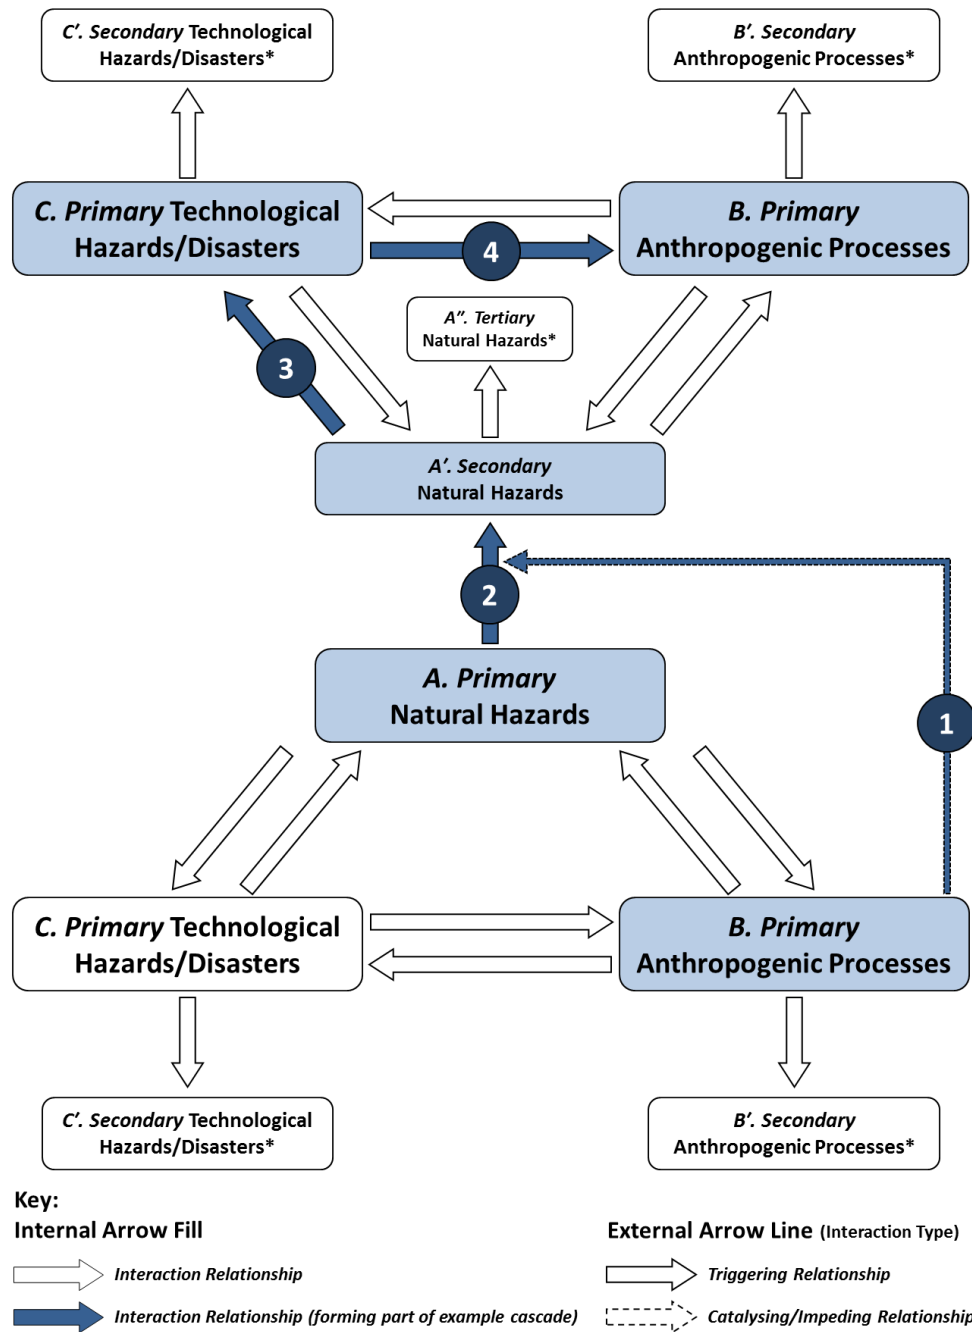 C′. Secondary Technological
Hazards/Disasters*
B′. Secondary
Anthropogenic Processes*
C. Primary Technological
Hazards/Disasters
B. Primary
Anthropogenic Processes
4
A″. Tertiary
Natural Hazards*
3
A′. Secondary
Natural Hazards
2
A. Primary
Natural Hazards
1
C. Primary Technological
Hazards/Disasters
B. Primary
Anthropogenic Processes
C′. Secondary Technological
Hazards/Disasters*
B′. Secondary
Anthropogenic Processes*
Key:
Internal Arrow Fill
External Arrow Line (Interaction Type)
Interaction Relationship
Triggering Relationship
Interaction Relationship (forming part of example cascade)
Catalysing/Impeding Relationship